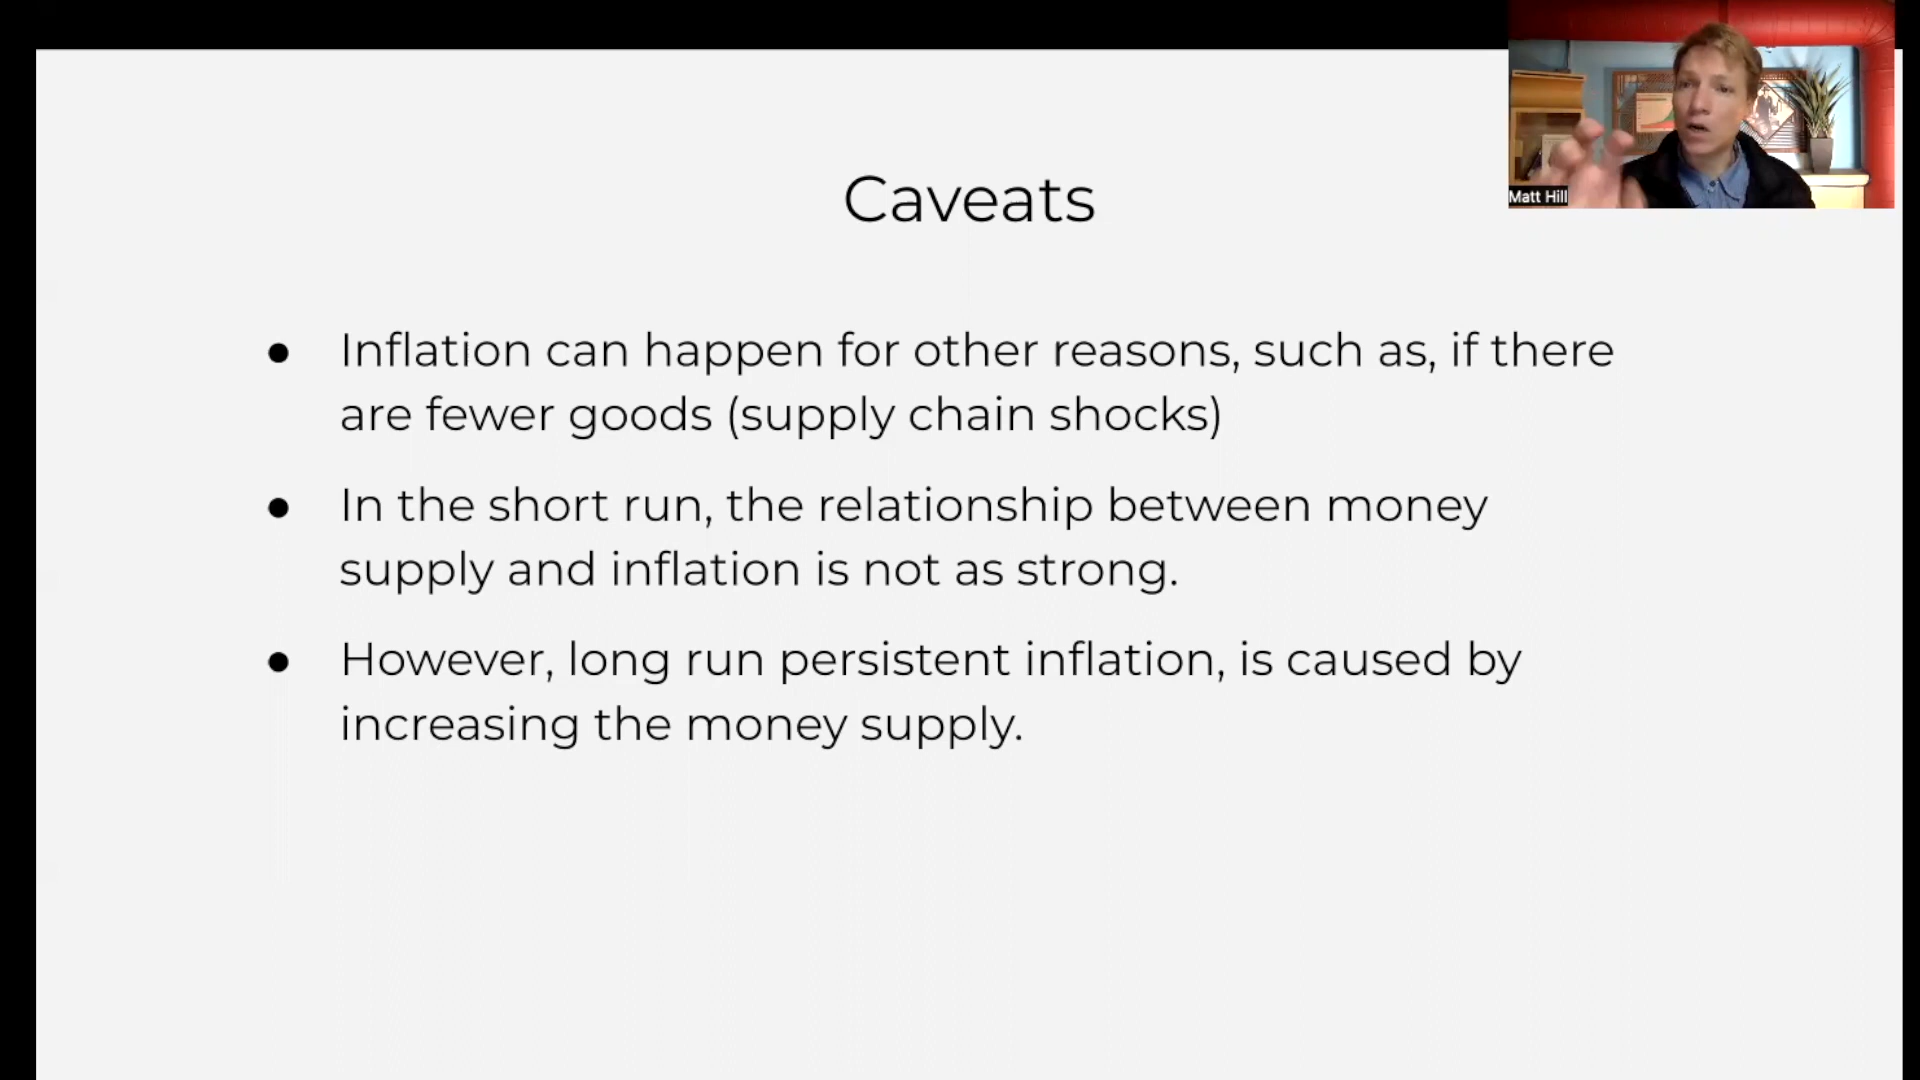 Matt Hill
Caveats
● Inflation can happen for other reasons, such as, if there
are fewer goods (supply chain shocks)
● In the short run, the relationship between money
supply and inflation is not as strong.
● However, long run persistent inflation, is caused by
increasing the money supply.